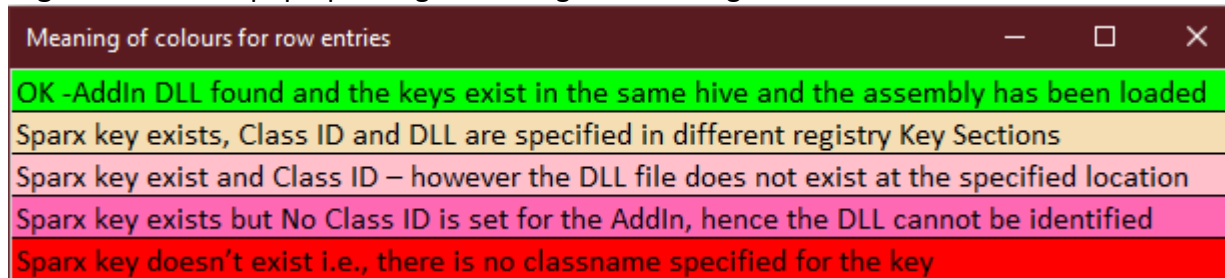 Meaning of colours for row entries
OK -AddIn DLL found and the keys exist in the same hive and the assembly has been loaded
Sparx key exists, Class ID and DLL are specified in different registry Key Sections
Sparx key exist and Class ID – however the DLL file does not exist at the specified location
Sparx key exists but No Class ID is set for the AddIn, hence the DLL cannot be identified
Sparx key doesn't exist i.e., there is no classname specified for the key